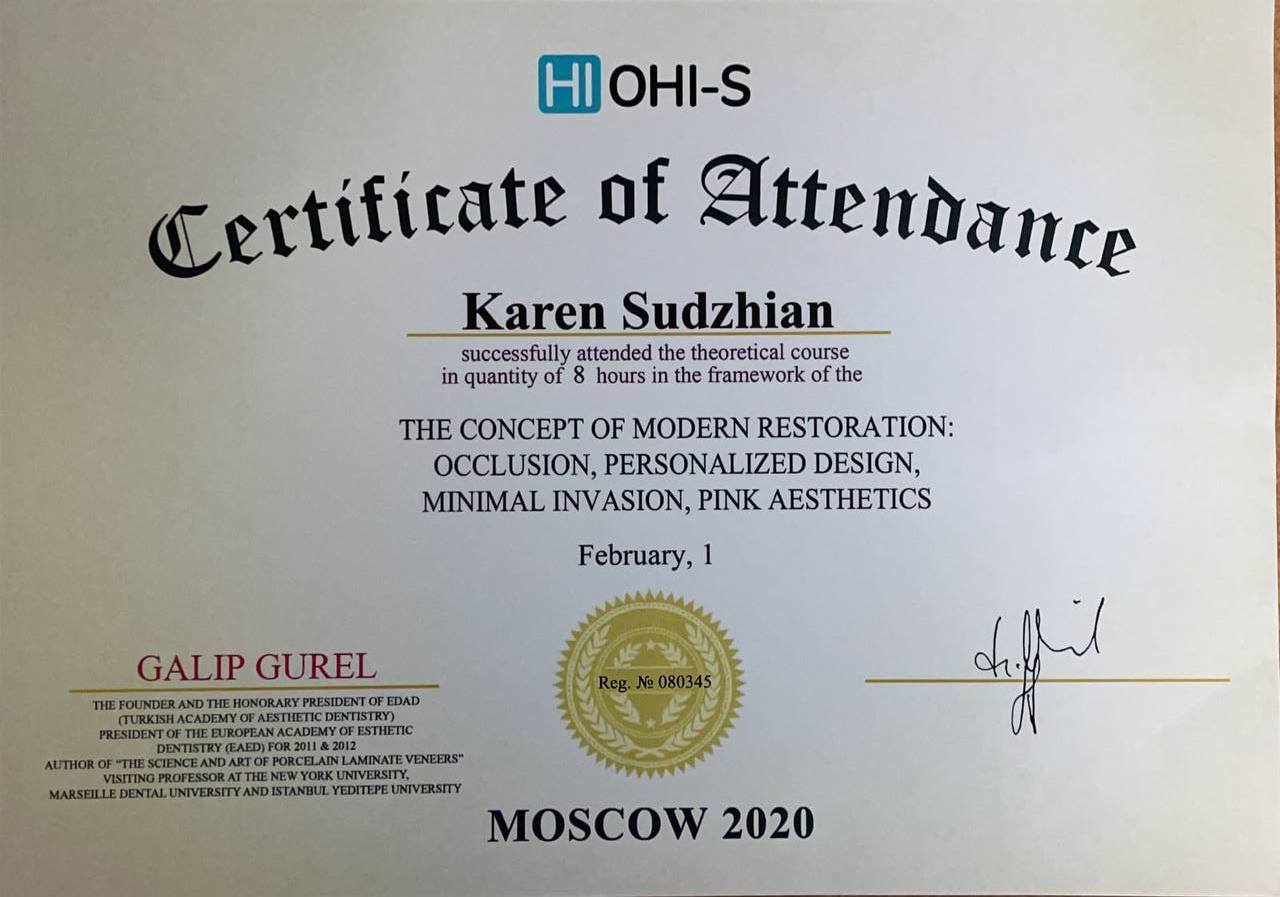 HI OHI-S
Certificate of Attendance
Karen Sudzhian
successfully attended the theoretical course
in quantity of 8 hours in the framework of the
THE CONCEPT OF MODERN RESTORATION:
OCCLUSION, PERSONALIZED DESIGN,
MINIMAL INVASION, PINK AESTHETICS
February, 1
GALIP GUREL
THE FOUNDER AND THE HONORARY PRESIDENT OF EDAD
(TURKISH ACADEMY OF AESTHETIC DENTISTRY)
PRESIDENT OF THE EUROPEAN ACADEMY OF ESTHETIC
DENTISTRY (EAED) FOR 2011 & 2012
AUTHOR OF “THE SCIENCE AND ART OF PORCELAIN LAMINATE VENEERS”
VISITING PROFESSOR AT THE NEW YORK UNIVERSITY,
MARSEILLE DENTAL UNIVERSITY AND ISTANBUL YEDITEPE UNIVERSITY
Reg. № 080345
MOSCOW 2020